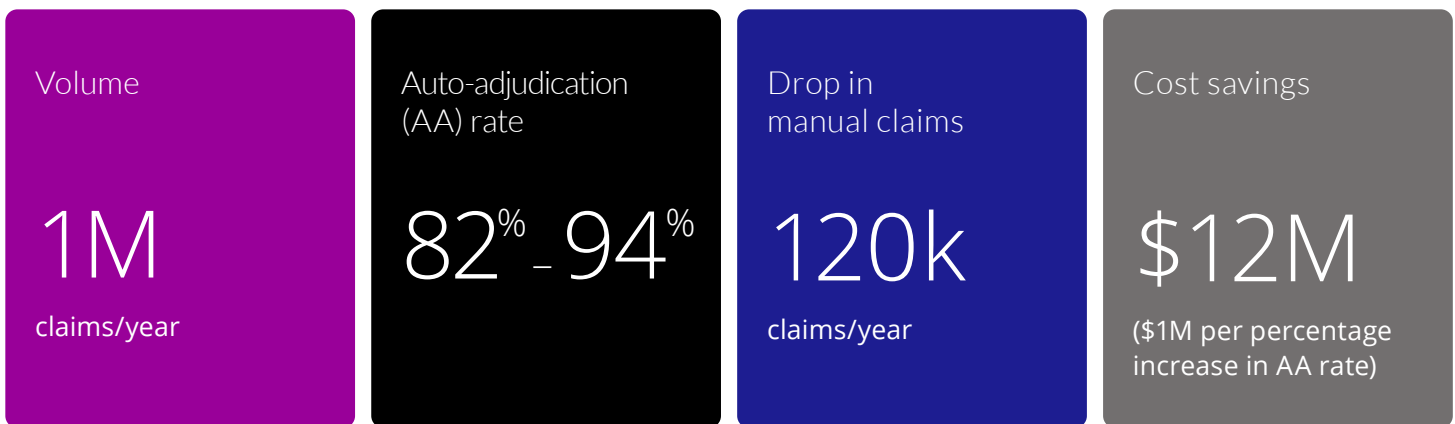 Volume
1M
claims/year
Auto-adjudication
(AA) rate
82% – 94%
Drop in
manual claims
120k
claims/year
Cost savings
$12M
($1M per percentage
increase in AA rate)